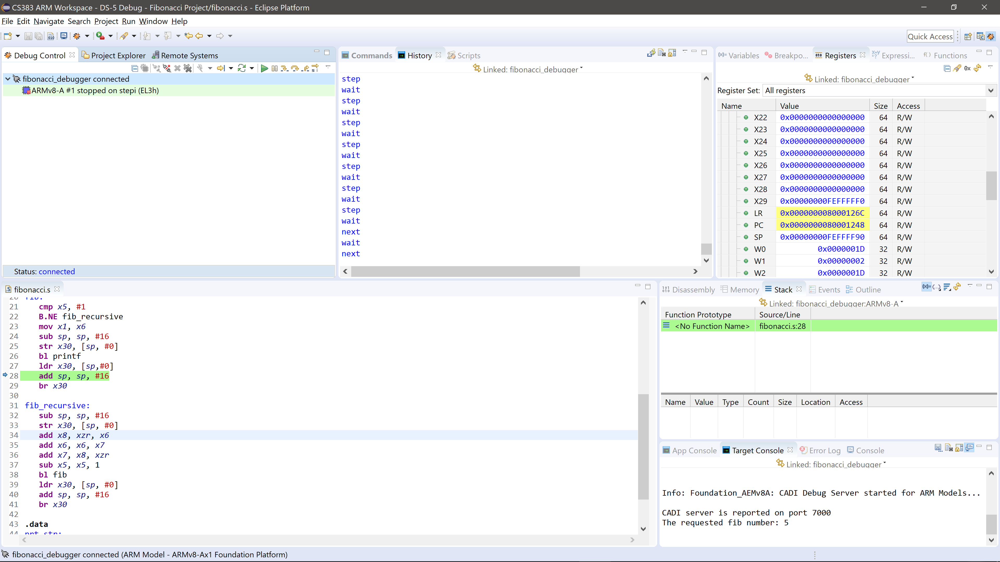 CS383 ARM Workspace - DS-5 Debug - Fibonacci Project/fibonacci.s - Eclipse Platform
File Edit Navigate Search Project Run Window Help
Quick Access
Debug Control
Project Explorer
Remote Systems
fibonacci_debugger connected
ARMv8-A #1 stopped on stepi (EL3h)
Status: connected
Commands
History
Scripts
Linked: fibonacci_debugger
step
wait
step
wait
step
wait
step
wait
step
wait
step
wait
step
wait
next
wait
next
Variables
Breakpo...
Registers
Expressi...
Functions
Linked: fibonacci_debugger
Register Set: All registers
Name Value Size Access
X22 0x0000000000000000 64 R/W
X23 0x0000000000000000 64 R/W
X24 0x0000000000000000 64 R/W
X25 0x0000000000000000 64 R/W
X26 0x0000000000000000 64 R/W
X27 0x0000000000000000 64 R/W
X28 0x0000000000000000 64 R/W
X29 0x00000000FEFFFFF0 64 R/W
LR 0x000000008000126C 64 R/W
PC 0x0000000080001248 64 R/W
SP 0x00000000FEFFFF90 64 R/W
W0 0x0000001D 32 R/W
W1 0x00000002 32 R/W
W2 0x0000001D 32 R/W
fibonacci.s
20 fib:
21 cmp x5, #1
22 B.NE fib_recursive
23 mov x1, x6
24 sub sp, sp, #16
25 str x30, [sp, #0]
26 bl printf
27 ldr x30, [sp,#0]
28 add sp, sp, #16
29 br x30
30
31 fib_recursive:
32 sub sp, sp, #16
33 str x30, [sp, #0]
34 add x8, xzr, x6
35 add x6, x6, x7
36 add x7, x8, xzr
37 sub x5, x5, 1
38 bl fib
39 ldr x30, [sp, #0]
40 add sp, sp, #16
41 br x30
42
43 .data
44 prt_str:
Disassembly
Memory
Stack
Events
Outline
Linked: fibonacci_debugger:ARMv8-A
Function Prototype Source/Line
<No Function Name> fibonacci.s:28
Name Value Type Count Size Location Access
App Console
Target Console
Error Log
Console
Linked: fibonacci_debugger
Info: Foundation_AEMv8A: CADI Debug Server started for ARM Models...
CADI server is reported on port 7000
The requested fib number: 5
fibonacci_debugger connected (ARM Model - ARMv8-Ax1 Foundation Platform)